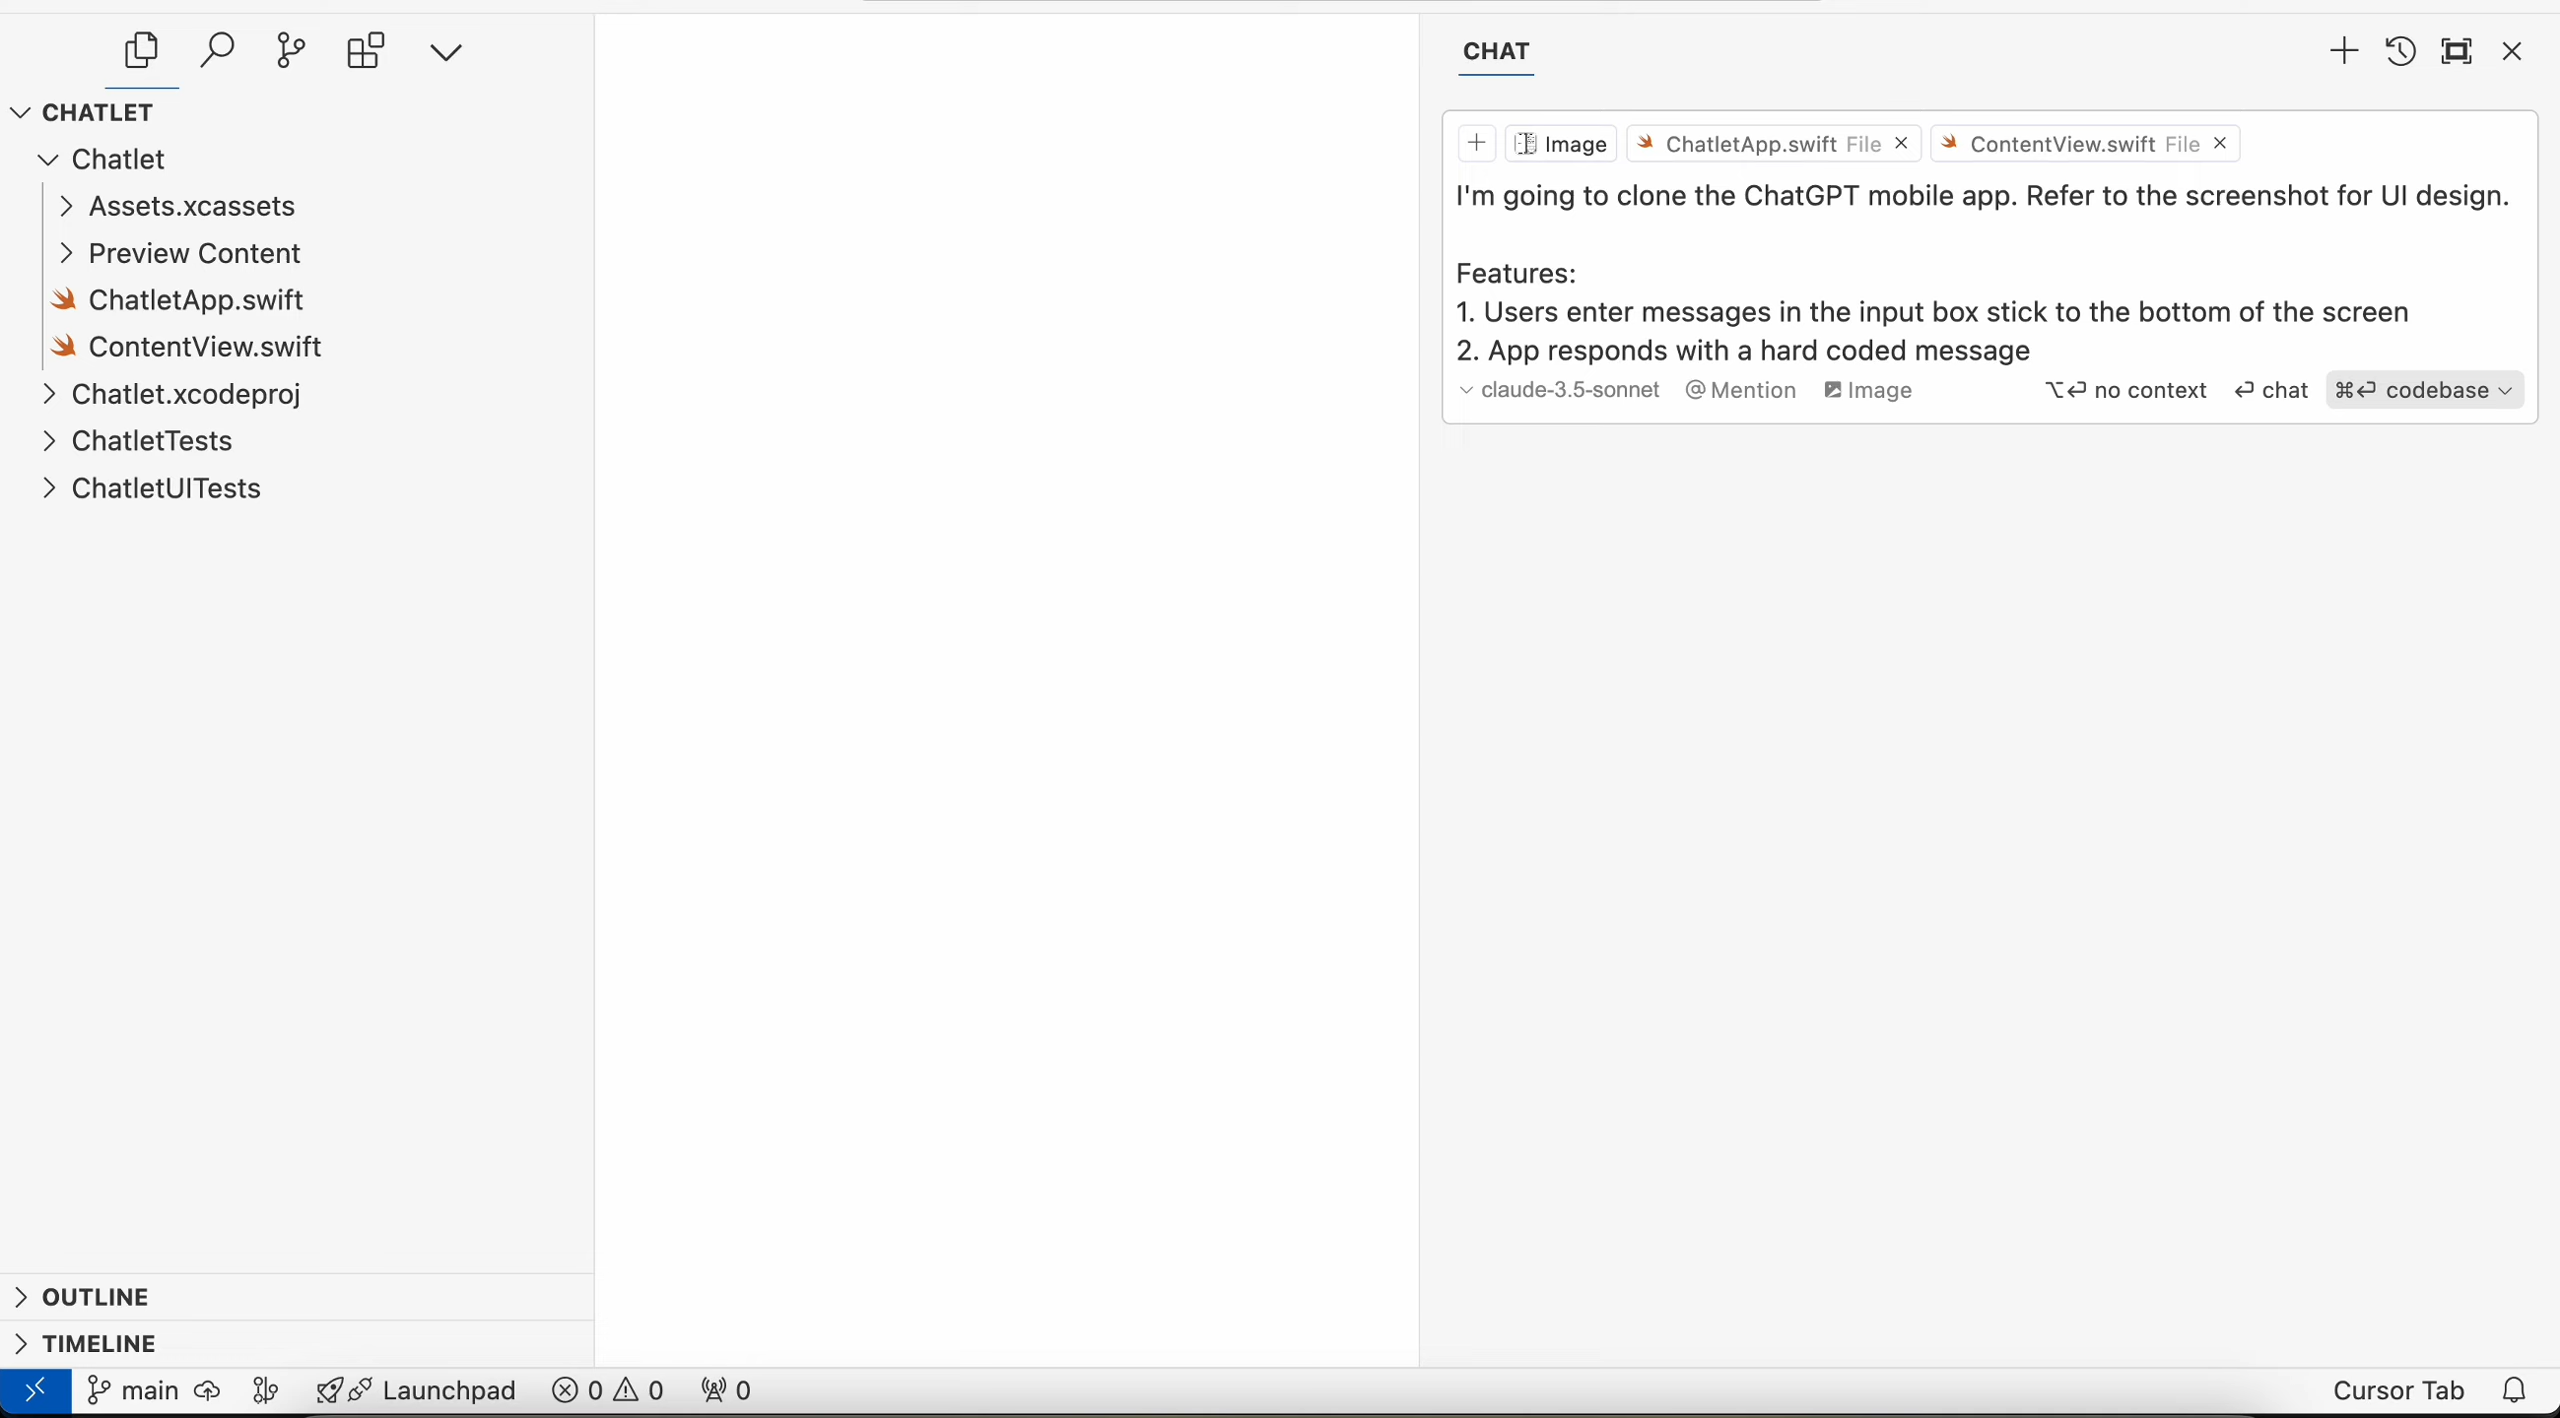 CHATLET
Chatlet
Assets.xcassets
Preview Content
ChatletApp.swift
ContentView.swift
Chatlet.xcodeproj
ChatletTests
ChatletUITests
OUTLINE
TIMELINE
CHAT
Image ChatletApp.swift File ContentView.swift File
I'm going to clone the ChatGPT mobile app. Refer to the screenshot for UI design.
Features:
1. Users enter messages in the input box stick to the bottom of the screen
2. App responds with a hard coded message
claude-3.5-sonnet @ Mention Image ⌥⏎ no context ⏎ chat ⌘⏎ codebase
main Launchpad 0 0 0 Cursor Tab